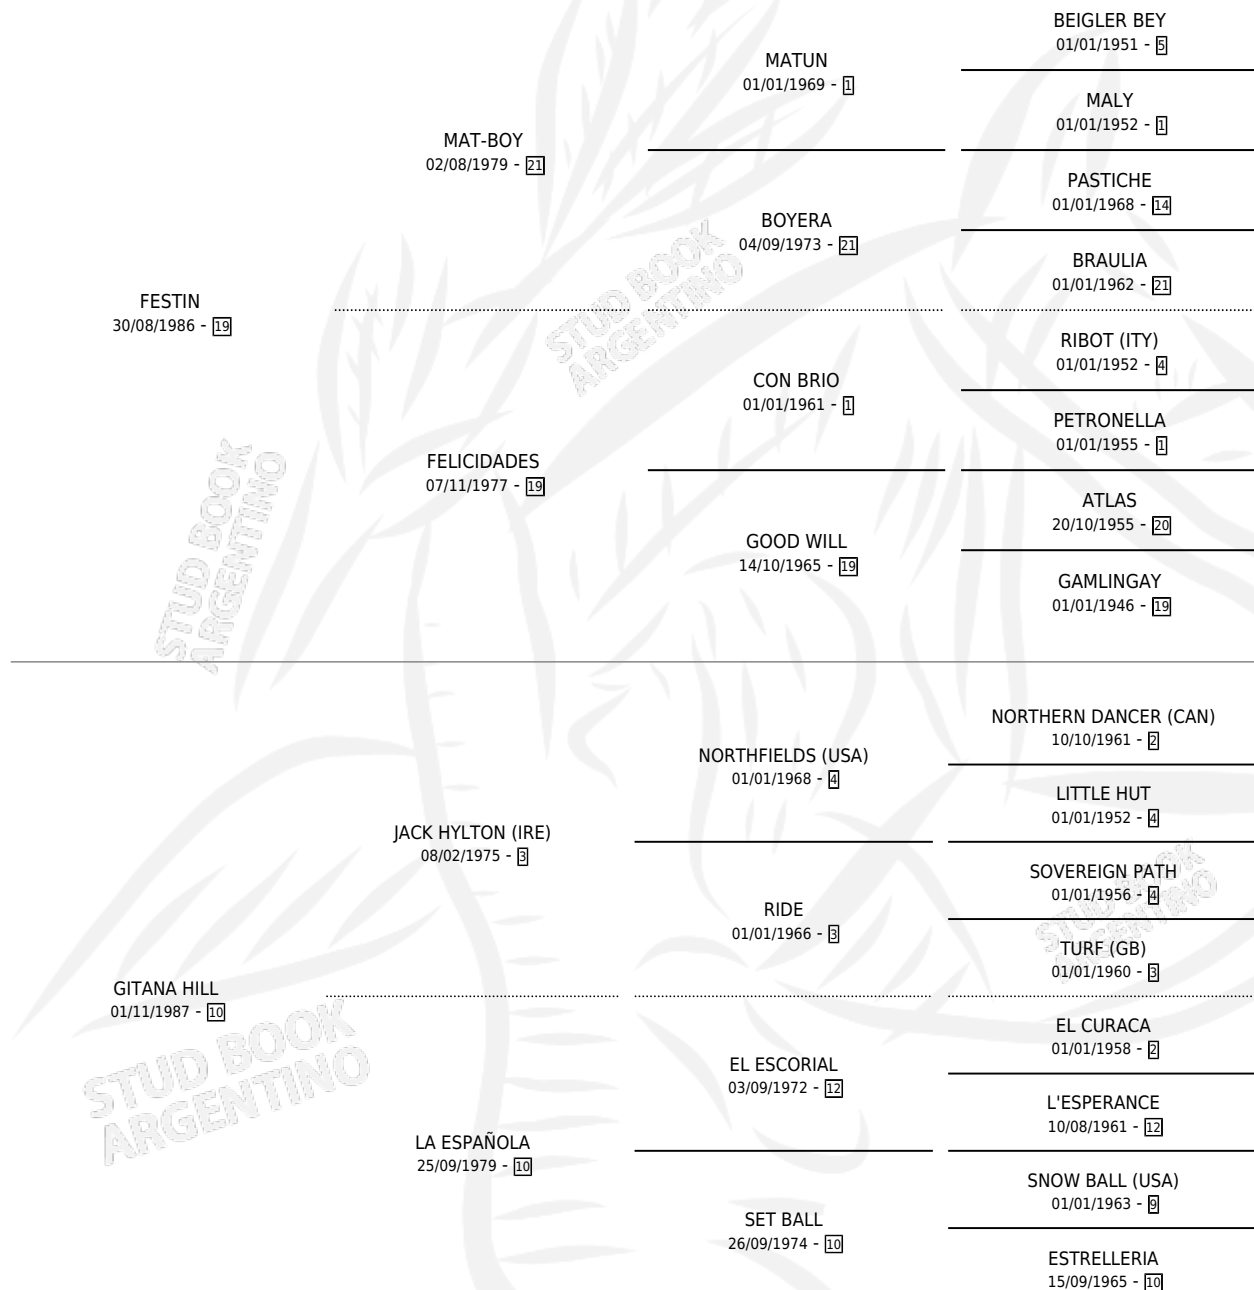 BEIGLER BEY
01/01/1951 - 5
MATUN
01/01/1969 - 1
MALY
01/01/1952 - 1
MAT-BOY
02/08/1979 - 21
PASTICHE
01/01/1968 - 14
BOYERA
04/09/1973 - 21
BRAULIA
01/01/1962 - 21
FESTIN
30/08/1986 - 19
RIBOT (ITY)
01/01/1952 - 4
CON BRIO
01/01/1961 - 1
PETRONELLA
01/01/1955 - 1
FELICIDADES
07/11/1977 - 19
ATLAS
20/10/1955 - 20
GOOD WILL
14/10/1965 - 19
GAMLINGAY
01/01/1946 - 19
STUD BOOK
ARGENTINO
STUD BOOK
ARGENTINO
NORTHERN DANCER (CAN)
10/10/1961 - 2
NORTHFIELDS (USA)
01/01/1968 - 4
LITTLE HUT
01/01/1952 - 4
JACK HYLTON (IRE)
08/02/1975 - 3
SOVEREIGN PATH
01/01/1956 - 4
RIDE
01/01/1966 - 3
TURF (GB)
01/01/1960 - 3
STUD BOOK
ARGENTINO
GITANA HILL
01/11/1987 - 10
EL CURACA
01/01/1958 - 2
EL ESCORIAL
03/09/1972 - 12
L'ESPERANCE
10/08/1961 - 12
LA ESPAÑOLA
25/09/1979 - 10
SNOW BALL (USA)
01/01/1963 - 9
SET BALL
26/09/1974 - 10
ESTRELLERIA
15/09/1965 - 10
STUD BOOK
ARGENTINO